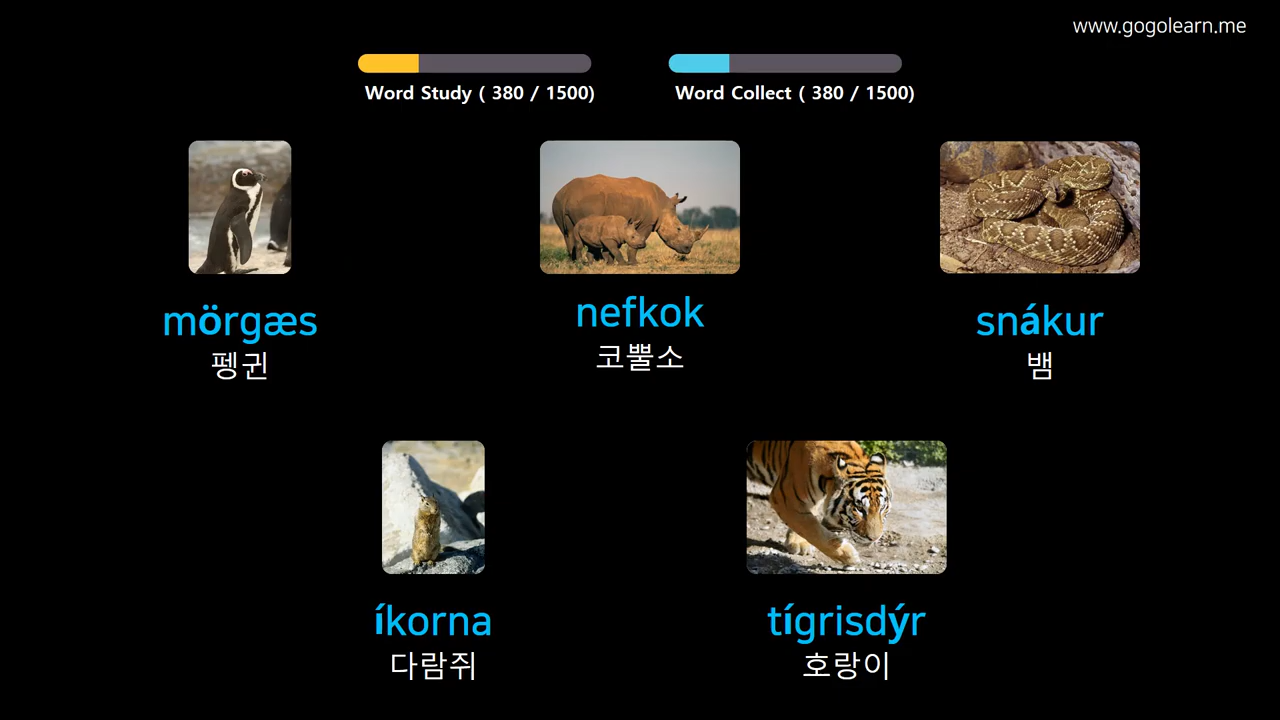 www.gogolearn.me
Word Study ( 380 / 1500)
Word Collect ( 380 / 1500)
mörgæs
펭귄
nefkok
코뿔소
snákur
뱀
íkorna
다람쥐
tígrisdýr
호랑이